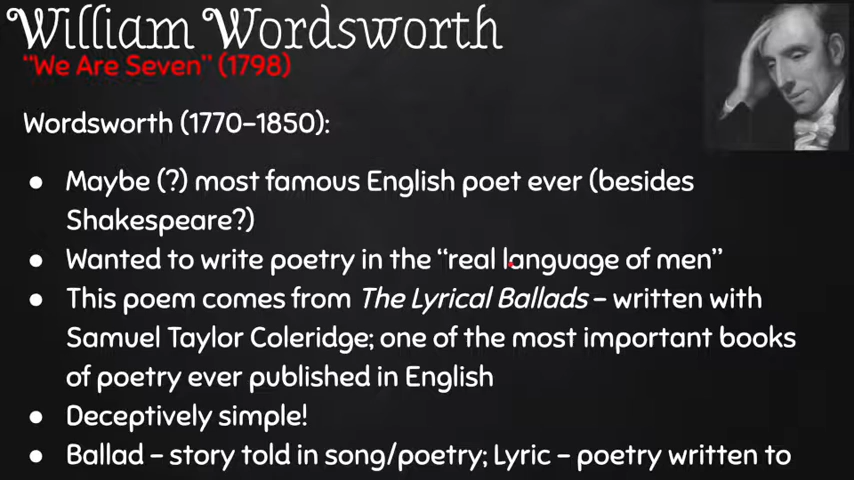 William Wordsworth
"We Are Seven" (1798)
Wordsworth (1770–1850):
● Maybe (?) most famous English poet ever (besides
Shakespeare?)
● Wanted to write poetry in the “real language of men”
● This poem comes from The Lyrical Ballads – written with
Samuel Taylor Coleridge; one of the most important books
of poetry ever published in English
● Deceptively simple!
● Ballad – story told in song/poetry; Lyric – poetry written to